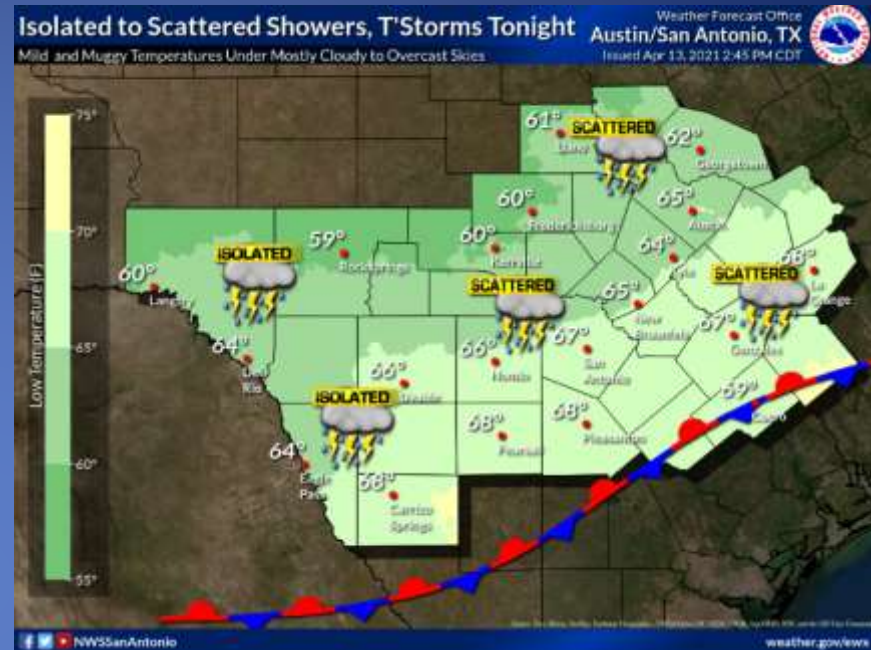 Isolated to Scattered Showers, T'Storms Tonight
Mild and Muggy Temperatures Under Mostly Cloudy to Overcast Skies
Weather Forecast Office
Austin/San Antonio, TX
Issued Apr 13, 2021 2:45 PM CDT
Low Temperature (F)
75°
70°
65°
60°
55°
61°
Llano
SCATTERED
62°
Georgetown
60°
Fredericksburg
65°
Austin
59°
Rocksprings
60°
Kerrville
64°
Kyle
ISOLATED
60°
Langtry
SCATTERED
65°
New
Braunfels
SCATTERED
68°
La
Grange
64°
Del
Rio
66°
Uvalde
66°
Hondo
67°
San
Antonio
67°
Gonzales
ISOLATED
69°
Cuero
64°
Eagle
Pass
68°
Carrizo
Springs
68°
Pearsall
68°
Pleasanton
NWSSanAntonio
weather.gov/ewx